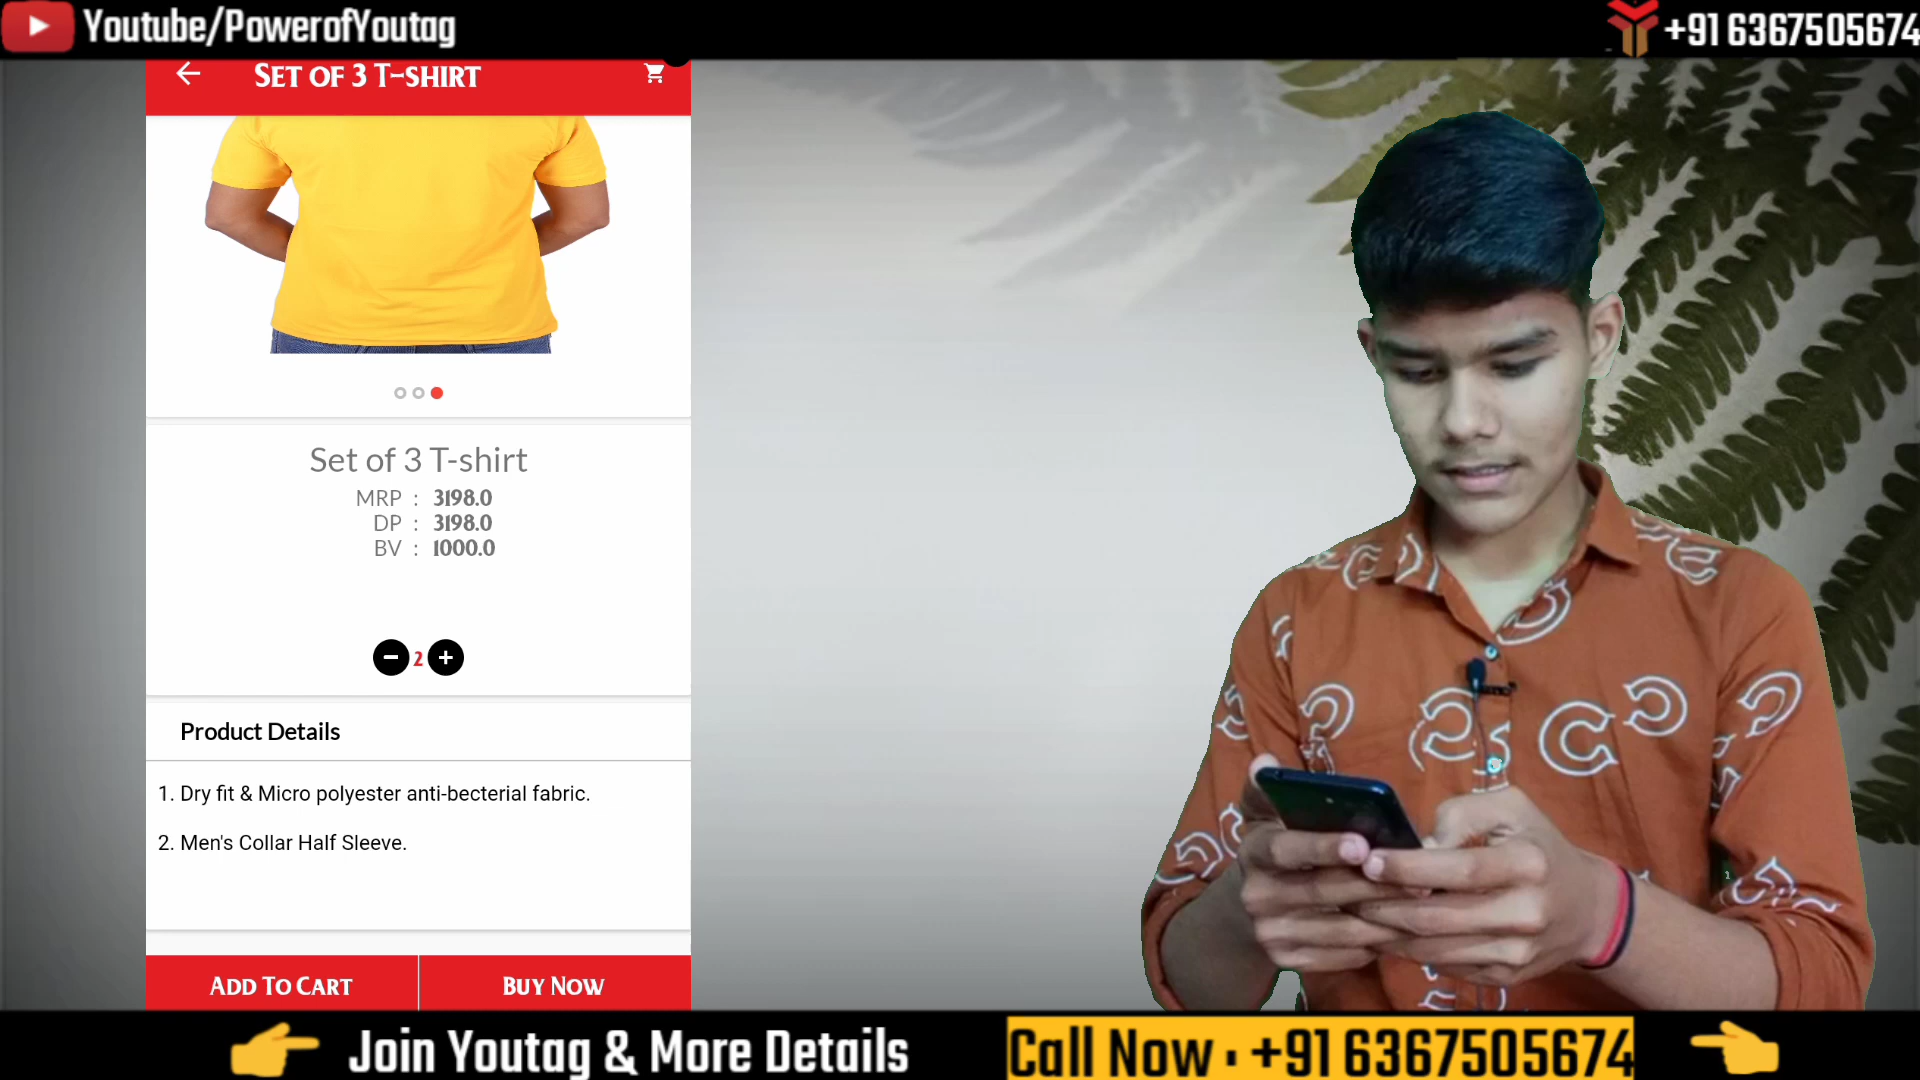 Youtube/PowerofYoutag
+91 6367505674
Set of 3 T-shirt
Set of 3 T-shirt
MRP : 3198.0
DP : 3198.0
BV : 1000.0
2
Product Details
1. Dry fit & Micro polyester anti-becterial fabric.
2. Men's Collar Half Sleeve.
Add To Cart
Buy Now
Join Youtag & More Details
Call Now : +91 6367505674